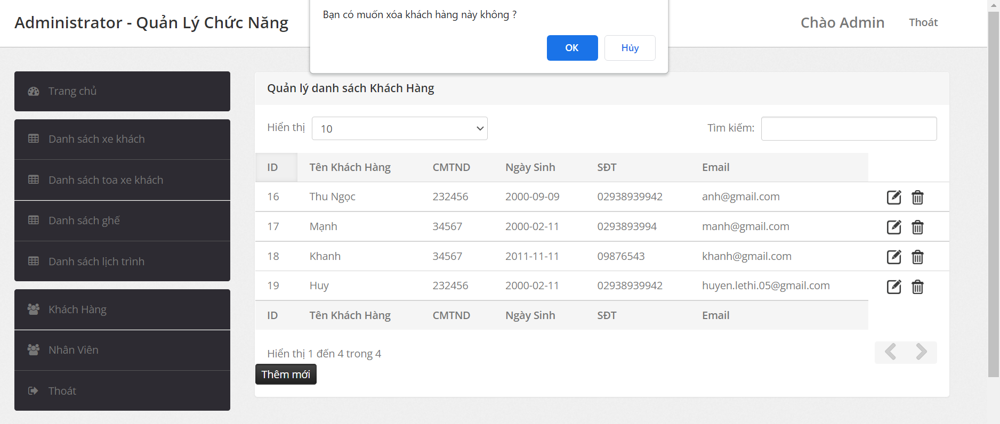 Administrator - Quản Lý Chức Năng
Bạn có muốn xóa khách hàng này không ?
OK
Hủy
Chào Admin
Thoát
Trang chủ
Danh sách xe khách
Danh sách toa xe khách
Danh sách ghế
Danh sách lịch trình
Khách Hàng
Nhân Viên
Thoát
Quản lý danh sách Khách Hàng
Hiển thị 10
Tìm kiếm:
ID Tên Khách Hàng CMTND Ngày Sinh SĐT Email
16 Thu Ngọc 232456 2000-09-09 02938939942 anh@gmail.com
17 Mạnh 34567 2000-02-11 0293893994 manh@gmail.com
18 Khanh 34567 2011-11-11 09876543 khanh@gmail.com
19 Huy 232456 2000-02-11 02938939942 huyen.lethi.05@gmail.com
ID Tên Khách Hàng CMTND Ngày Sinh SĐT Email
Hiển thị 1 đến 4 trong 4
Thêm mới